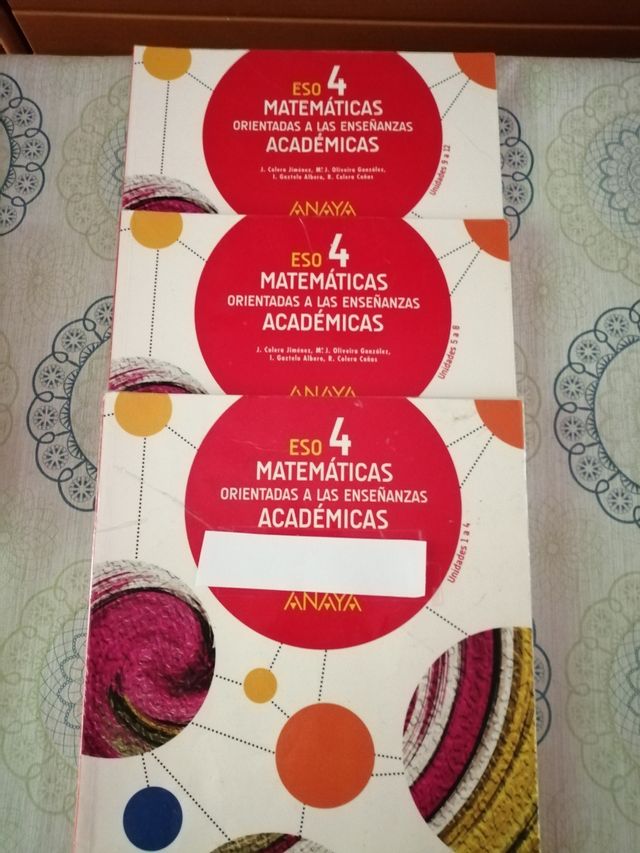 ESO 4
MATEMÁTICAS
ORIENTADAS A LAS ENSEÑANZAS
ACADÉMICAS
J. Colera Jiménez, Mª J. Oliveira González,
I. Gaztelu Albero, R. Colera Cañas
Unidades 9 a 12
ANAYA
ESO 4
MATEMÁTICAS
ORIENTADAS A LAS ENSEÑANZAS
ACADÉMICAS
J. Colera Jiménez, Mª J. Oliveira González,
I. Gaztelu Albero, R. Colera Cañas
Unidades 5 a 8
ANAYA
ESO 4
MATEMÁTICAS
ORIENTADAS A LAS ENSEÑANZAS
ACADÉMICAS
Unidades 1 a 4
ANAYA